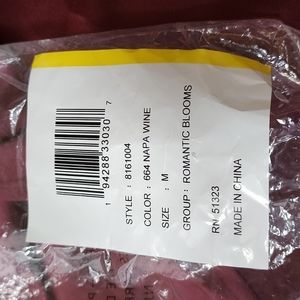 1 94288 33030 7
STYLE : 8161004
COLOR : 664 NAPA WINE
SIZE : M
GROUP : ROMANTIC BLOOMS
RN 51323
MADE IN CHINA